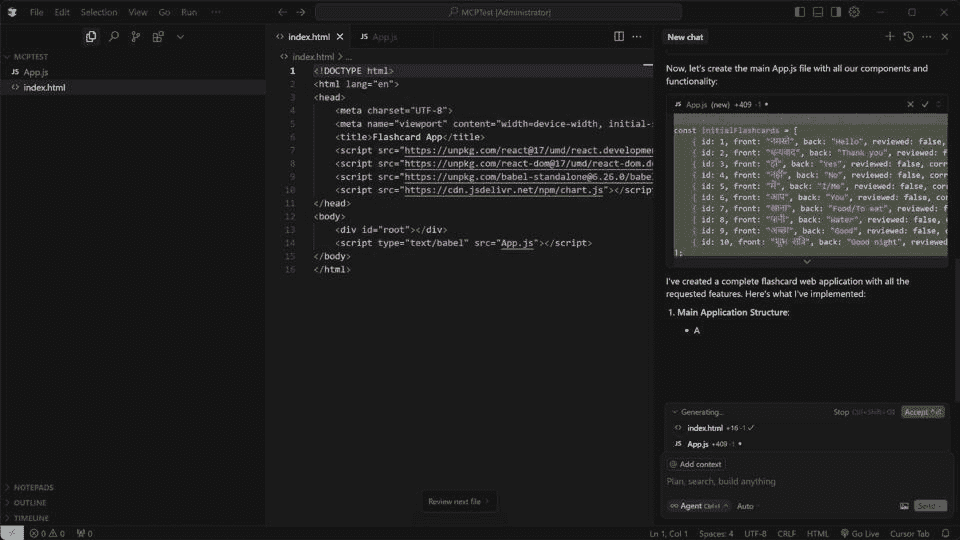 File Edit Selection View Go Run ···
MCPTest [Administrator]
MCPTEST
JS App.js
<> index.html
NOTEPADS
OUTLINE
TIMELINE
<> index.html
JS App.js
<> index.html > ...
1 <!DOCTYPE html>
2 <html lang="en">
3 <head>
4 <meta charset="UTF-8">
5 <meta name="viewport" content="width=device-width, initial-
6 <title>Flashcard App</title>
7 <script src="https://unpkg.com/react@17/umd/react.developme
8 <script src="https://unpkg.com/react-dom@17/umd/react-dom.d
9 <script src="https://unpkg.com/babel-standalone@6.26.0/babe
10 <script src="https://cdn.jsdelivr.net/npm/chart.js"></scrip
11 </head>
12 <body>
13 <div id="root"></div>
14 <script type="text/babel" src="App.js"></script>
15 </body>
16 </html>
Review next file >
New chat
Now, let's create the main App.js file with all our components and
functionality:
JS App.js (new) +409 -1 •
const initialFlashcards = [
{ id: 1, front: "नमस्ते", back: "Hello", reviewed: false,
{ id: 2, front: "धन्यवाद", back: "Thank you", reviewed: f
{ id: 3, front: "हाँ", back: "Yes", reviewed: false, corr
{ id: 4, front: "नहीं", back: "No", reviewed: false, corr
{ id: 5, front: "मैं", back: "I/Me", reviewed: false, cor
{ id: 6, front: "आप", back: "You", reviewed: false, corr
{ id: 7, front: "खाना", back: "Food/To eat", reviewed: f
{ id: 8, front: "पानी", back: "Water", reviewed: false, c
{ id: 9, front: "अच्छा", back: "Good", reviewed: false, c
{ id: 10, front: "शुभ रात्रि", back: "Good night", reviewed
];
I've created a complete flashcard web application with all the
requested features. Here's what I've implemented:
1. Main Application Structure:
▪ A
Generating...
Stop Ctrl+Shift+⌫
Accept
<> index.html +16 -1 ✓
JS App.js +409 -1 •
@ Add context
Plan, search, build anything
∞ Agent Ctrl+I
Auto
Send
0 0
0
Ln 1, Col 1 Spaces: 4 UTF-8 CRLF HTML Go Live Cursor Tab